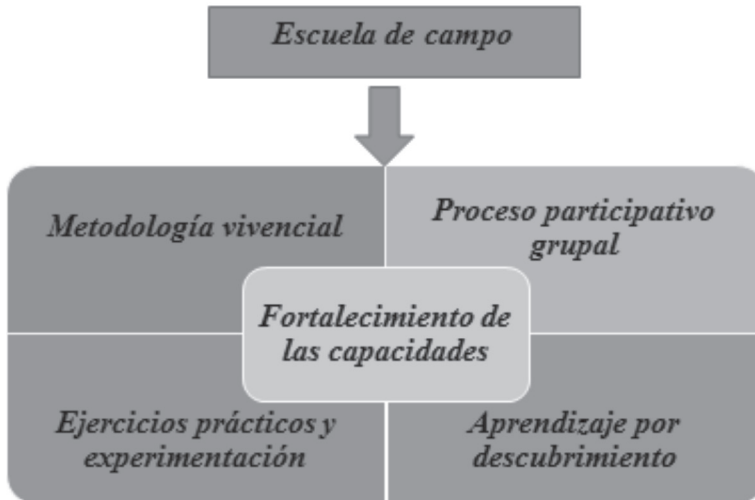 Escuela de campo
Metodología vivencial
Proceso participativo
grupal
Fortalecimiento de
las capacidades
Ejercicios prácticos y
experimentación
Aprendizaje por
descubrimiento